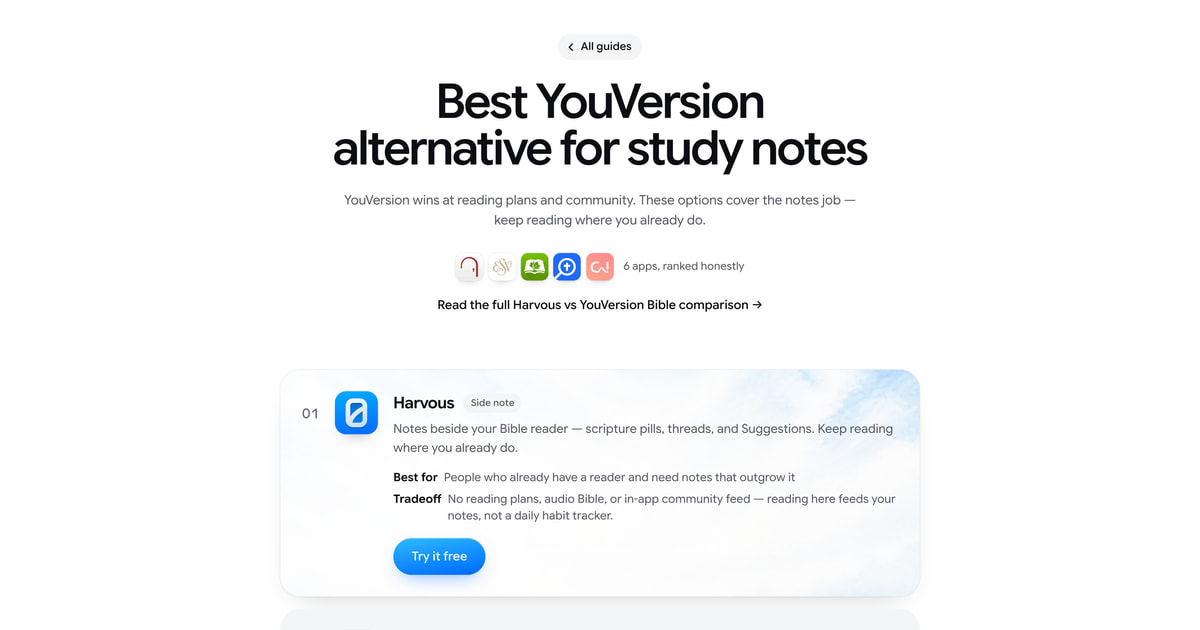 All guides
Best YouVersion
alternative for study notes
YouVersion wins at reading plans and community. These options cover the notes job —
keep reading where you already do.
6 apps, ranked honestly
Read the full Harvous vs YouVersion Bible comparison →
01
Harvous Side note
Notes beside your Bible reader — scripture pills, threads, and Suggestions. Keep reading
where you already do.
Best for People who already have a reader and need notes that outgrow it
Tradeoff No reading plans, audio Bible, or in-app community feed — reading here feeds your
notes, not a daily habit tracker.
Try it free